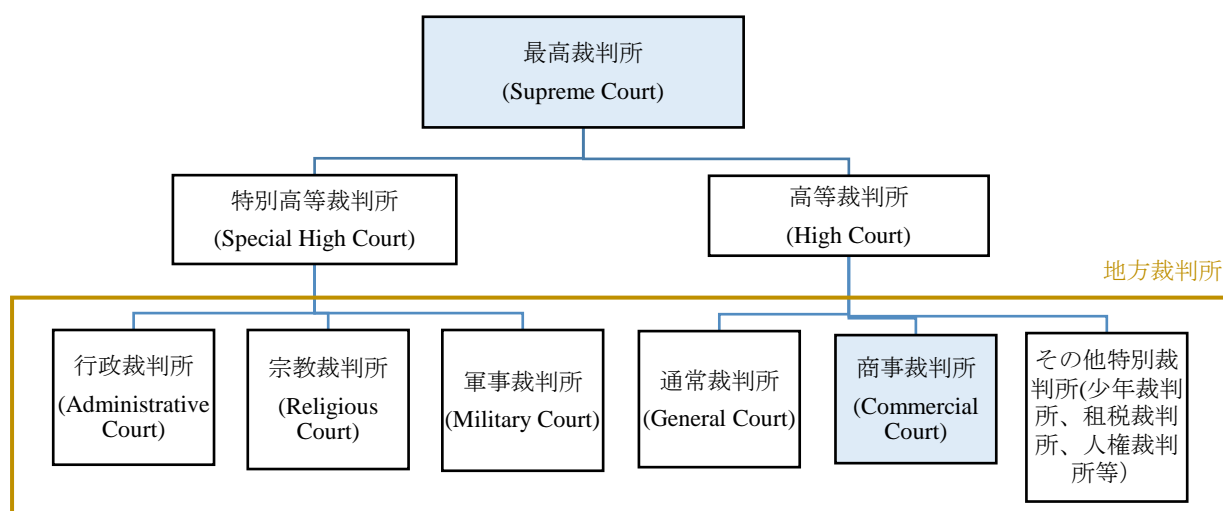 最高裁判所
(Supreme Court)
特別高等裁判所
(Special High Court)
高等裁判所
(High Court)
地方裁判所
行政裁判所
(Administrative
Court)
宗教裁判所
(Religious
Court)
軍事裁判所
(Military Court)
通常裁判所
(General Court)
商事裁判所
(Commercial
Court)
その他特別裁
判所(少年裁判
所、租税裁判
所、人権裁判
所等）